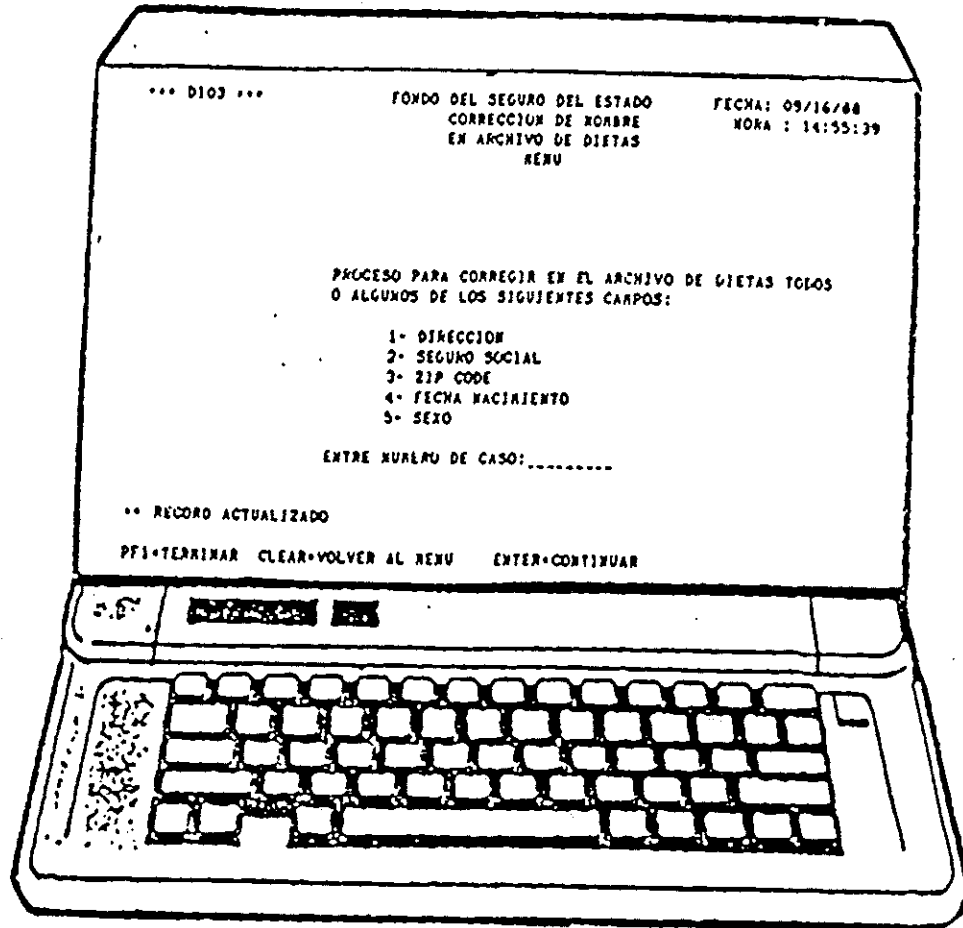 *** D103 *** FONDO DEL SEGURO DEL ESTADO FECHA: 09/16/88
CORRECCION DE NOMBRE HORA : 14:55:39
EN ARCHIVO DE DIETAS
MENU
PROCESO PARA CORREGIR EN EL ARCHIVO DE DIETAS TODOS
O ALGUNOS DE LOS SIGUIENTES CAMPOS:
1- DIRECCION
2- SEGURO SOCIAL
3- ZIP CODE
4- FECHA NACIMIENTO
5- SEXO
ENTRE NUMERO DE CASO:_________
** RECORD ACTUALIZADO
PF1=TERMINAR CLEAR=VOLVER AL MENU ENTER=CONTINUAR